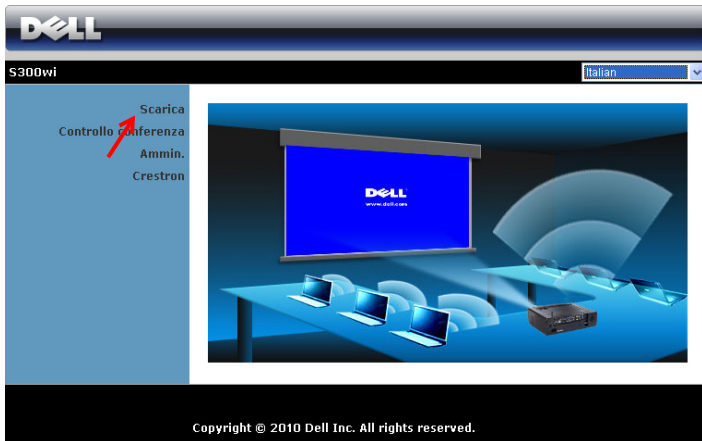 DELL
S300wi
Italian
Scarica
Controllo conferenza
Ammin.
Crestron
DELL
www.dell.com
Copyright © 2010 Dell Inc. All rights reserved.